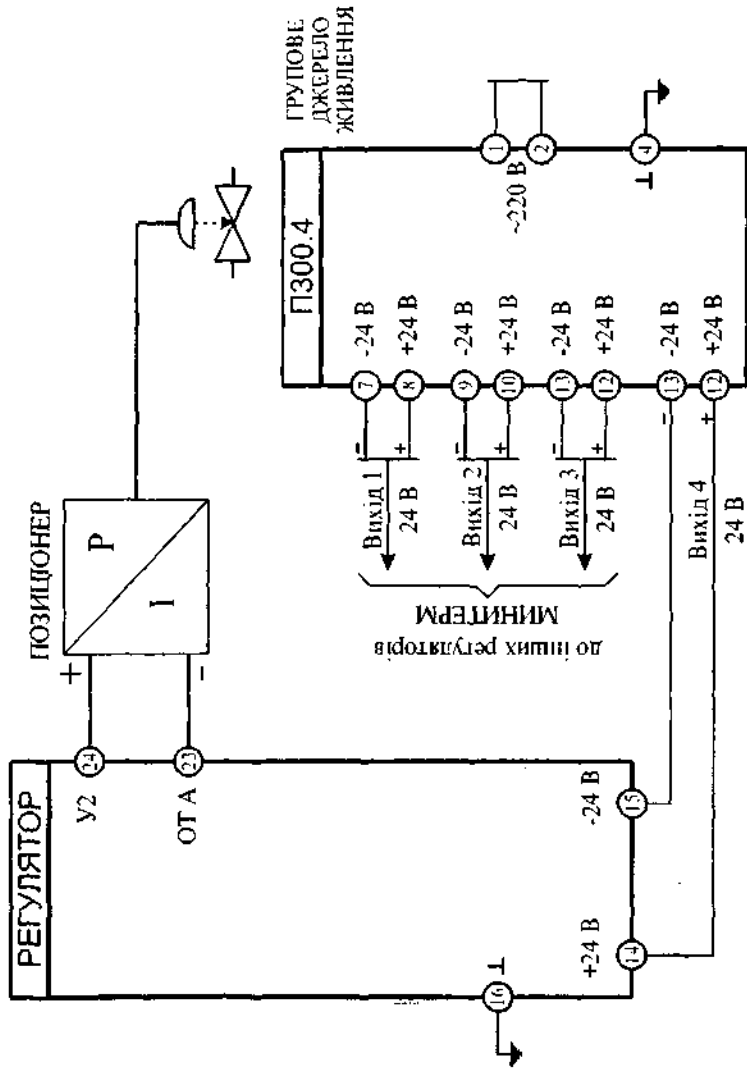 РЕГУЛЯТОР
У2
24
ОТ А
23
16
+24 В
14
-24 В
15
ПОЗИЦІОНЕР
+
-
P
I
ГРУПОВЕ
ДЖЕРЕЛО
ЖИВЛЕННЯ
П300.4
7
-24 В
8
+24 В
9
-24 В
10
+24 В
13
-24 В
12
+24 В
13
-24 В
12
+24 В
1
~220 В
2
4
-
+
Вихід 1
24 В
-
+
Вихід 2
24 В
-
+
Вихід 3
24 В
-
+
Вихід 4
24 В
до інших регуляторів
МИНИТЕРМ